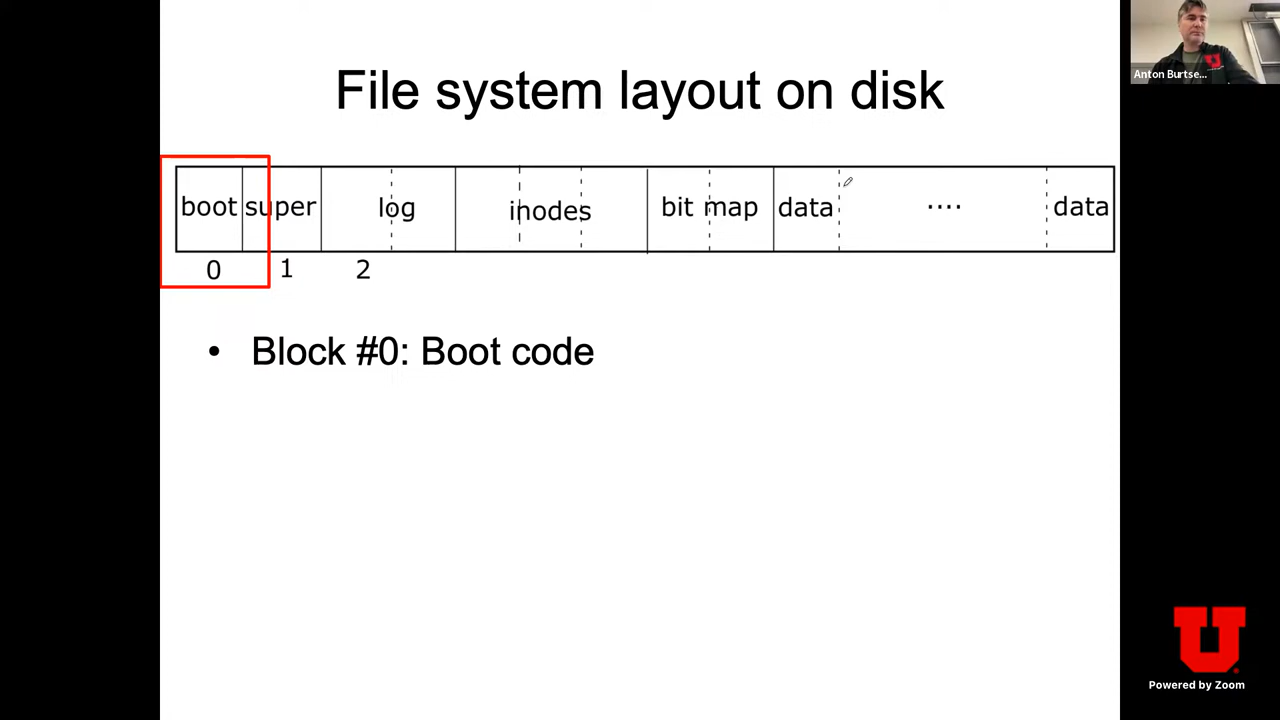 File system layout on disk
boot super log inodes bit map data .... data
0 1 2
• Block #0: Boot code
Anton Burtse...
U
Powered by Zoom